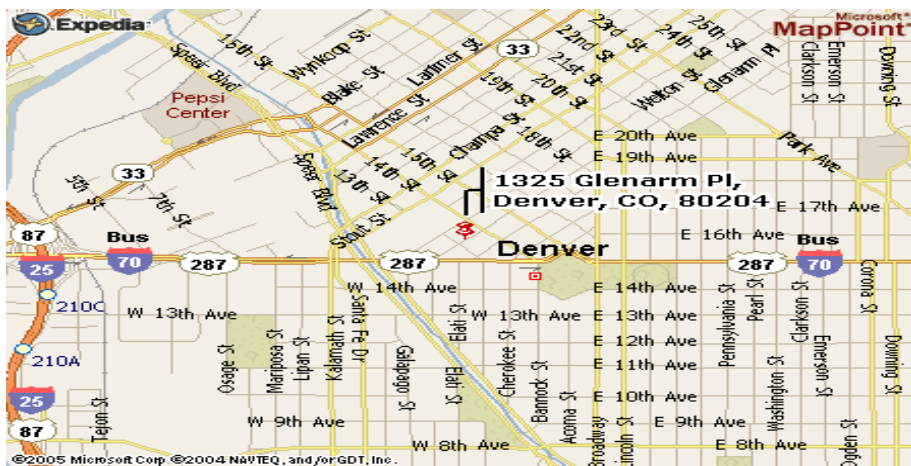 Expedia
Microsoft®
MapPoint®
Speer Blvd
15th St
Wynkoop St
Blake St
Larimer St
Lawrence St
33
23rd St
22nd St
21st St
20th St
19th St
18th St
24th St
25th St
Welton St
Glenarm Pl
Clarkson St
Emerson St
Downing St
Pepsi
Center
Champa St
15th St
14th St
13th St
E 20th Ave
E 19th Ave
Park Ave
33
5th St
7th St
Speer Blvd
Stout St
1325 Glenarm Pl,
Denver, CO, 80204
E 17th Ave
E 16th Ave
87
Bus
70
287
287
Denver
287
Bus
70
25
210C
W 14th Ave
E 14th Ave
W 13th Ave
W 13th Ave
E 13th Ave
E 12th Ave
E 11th Ave
E 10th Ave
210A
Osage St
Mariposa St
Lipan St
Kalamath St
Santa Fe Dr
Galapago St
Elati St
Elati St
Cherokee St
Bannock St
Acoma St
Broadway
Lincoln St
Pennsylvania St
Pearl St
Washington St
Clarkson St
Emerson St
Corona St
Downing St
Ogden
25
87
Tejon St
W 9th Ave
E 9th Ave
W 8th Ave
E 8th Ave
©2005 Microsoft Corp ©2004 NAVTEQ, and/or GDT, Inc.